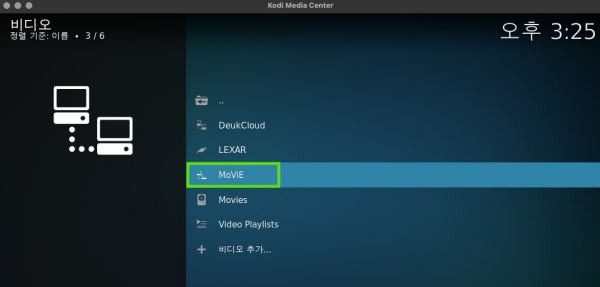 Kodi Media Center
비디오
정렬 기준: 이름 • 3 / 6
오후 3:25
..
DeukCloud
LEXAR
MoViE
Movies
Video Playlists
비디오 추가...